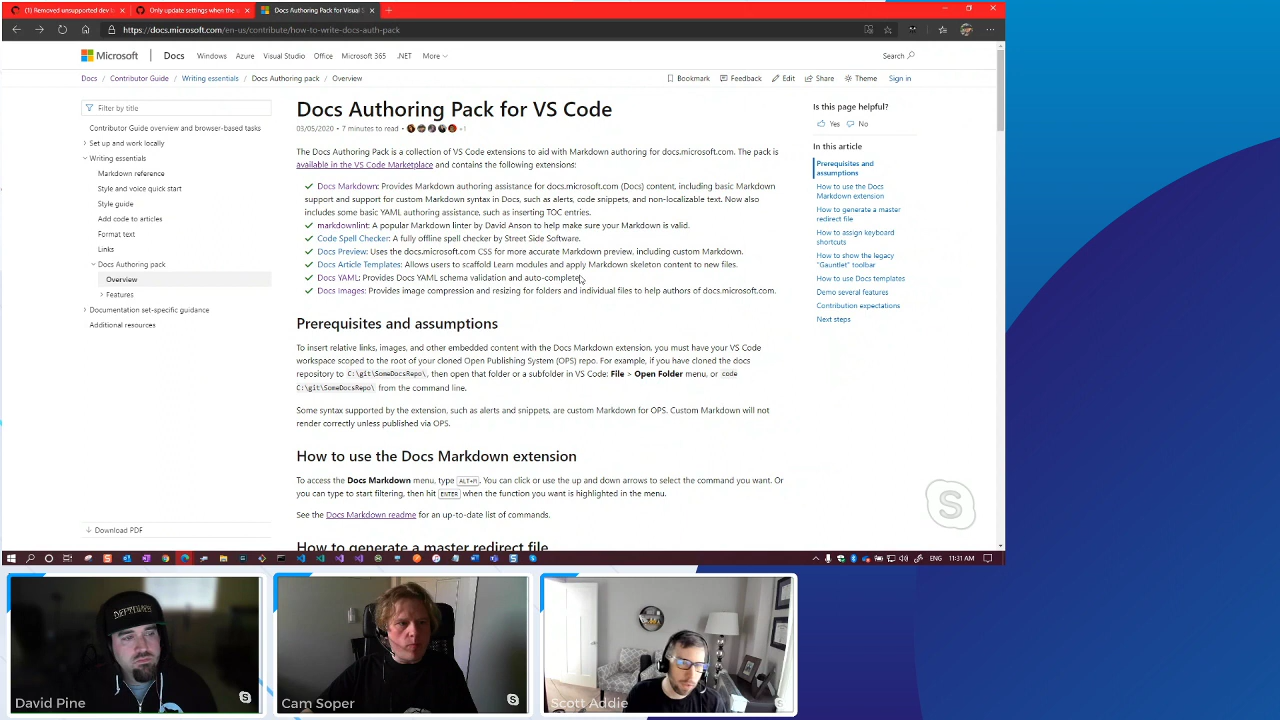 (1) Removed unsupported dev l
Only update settings when the
Docs Authoring Pack for Visual S
https://docs.microsoft.com/en-us/contribute/how-to-write-docs-auth-pack
Microsoft
Docs
Windows
Azure
Visual Studio
Office
Microsoft 365
.NET
More
Search
Docs / Contributor Guide / Writing essentials / Docs Authoring pack / Overview
Bookmark
Feedback
Edit
Share
Theme
Sign in
Filter by title
Contributor Guide overview and browser-based tasks
Set up and work locally
Writing essentials
Markdown reference
Style and voice quick start
Style guide
Add code to articles
Format text
Links
Docs Authoring pack
Overview
Features
Documentation set-specific guidance
Additional resources
Download PDF
Docs Authoring Pack for VS Code
03/05/2020 • 7 minutes to read •
+1
The Docs Authoring Pack is a collection of VS Code extensions to aid with Markdown authoring for docs.microsoft.com. The pack is
available in the VS Code Marketplace and contains the following extensions:
Docs Markdown: Provides Markdown authoring assistance for docs.microsoft.com (Docs) content, including basic Markdown
support and support for custom Markdown syntax in Docs, such as alerts, code snippets, and non-localizable text. Now also
includes some basic YAML authoring assistance, such as inserting TOC entries.
markdownlint: A popular Markdown linter by David Anson to help make sure your Markdown is valid.
Code Spell Checker: A fully offline spell checker by Street Side Software.
Docs Preview: Uses the docs.microsoft.com CSS for more accurate Markdown preview, including custom Markdown.
Docs Article Templates: Allows users to scaffold Learn modules and apply Markdown skeleton content to new files.
Docs YAML: Provides Docs YAML schema validation and auto-completion.
Docs Images: Provides image compression and resizing for folders and individual files to help authors of docs.microsoft.com.
Prerequisites and assumptions
To insert relative links, images, and other embedded content with the Docs Markdown extension, you must have your VS Code
workspace scoped to the root of your cloned Open Publishing System (OPS) repo. For example, if you have cloned the docs
repository to C:\git\SomeDocsRepo\, then open that folder or a subfolder in VS Code: File > Open Folder menu, or code
C:\git\SomeDocsRepo\ from the command line.
Some syntax supported by the extension, such as alerts and snippets, are custom Markdown for OPS. Custom Markdown will not
render correctly unless published via OPS.
How to use the Docs Markdown extension
To access the Docs Markdown menu, type ALT+M. You can click or use the up and down arrows to select the command you want. Or
you can type to start filtering, then hit ENTER when the function you want is highlighted in the menu.
See the Docs Markdown readme for an up-to-date list of commands.
How to generate a master redirect file
Is this page helpful?
Yes
No
In this article
Prerequisites and
assumptions
How to use the Docs
Markdown extension
How to generate a master
redirect file
How to assign keyboard
shortcuts
How to show the legacy
"Gauntlet" toolbar
How to use Docs templates
Demo several features
Contribution expectations
Next steps
ENG
11:31 AM
David Pine
Cam Soper
Scott Addie